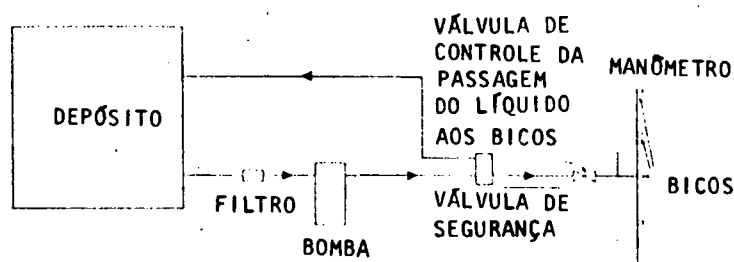 VÁLVULA DE
CONTROLE DA
PASSAGEM
DO LÍQUIDO
AOS BICOS
MANÔMETRO
DEPÓSITO
FILTRO
BOMBA
VÁLVULA DE
SEGURANÇA
BICOS